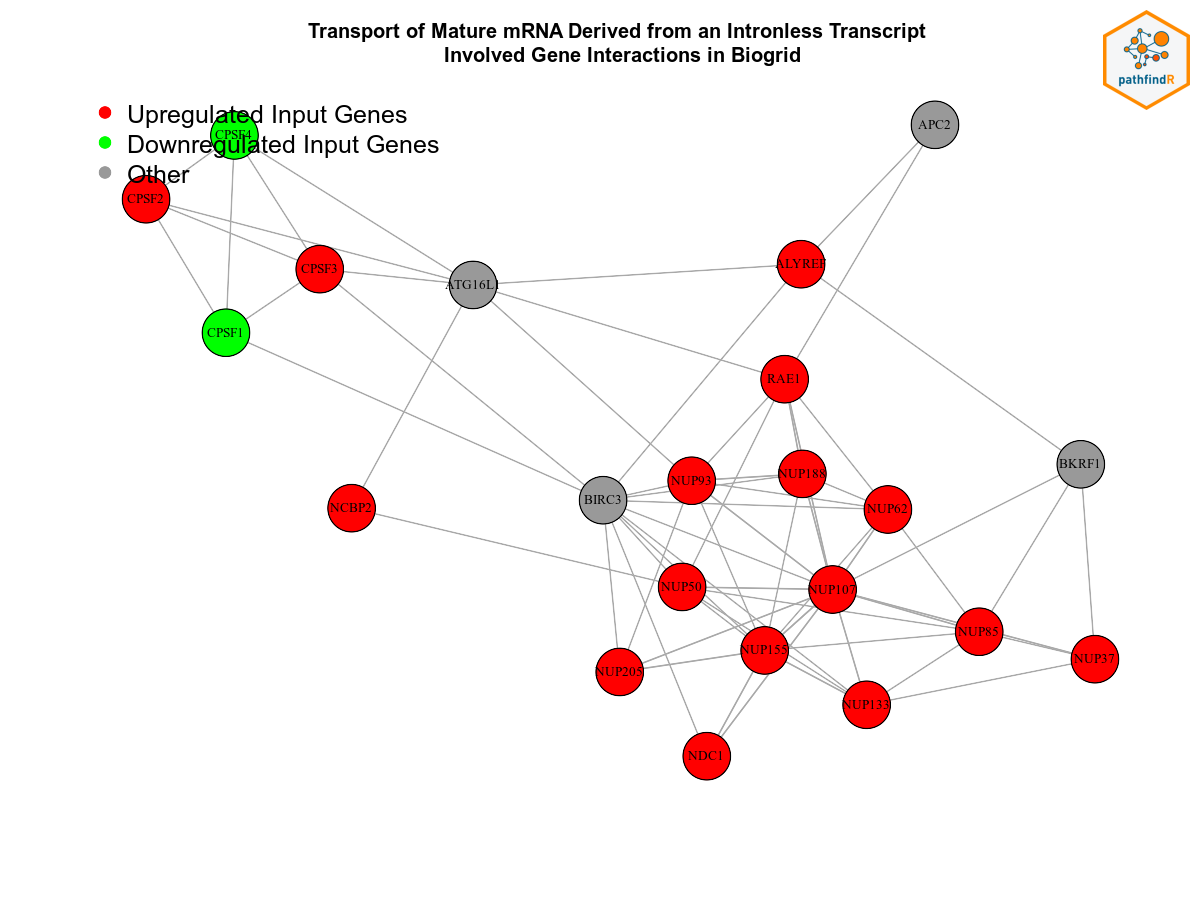 Transport of Mature mRNA Derived from an Intronless Transcript
Involved Gene Interactions in Biogrid
pathfindR
Upregulated Input Genes
Downregulated Input Genes
Other
CPSF4
APC2
CPSF2
ALYREF
CPSF3
ATG16L1
CPSF1
RAE1
BKRF1
NUP188
NUP93
BIRC3
NCBP2
NUP62
NUP50
NUP107
NUP85
NUP155
NUP37
NUP205
NUP133
NDC1